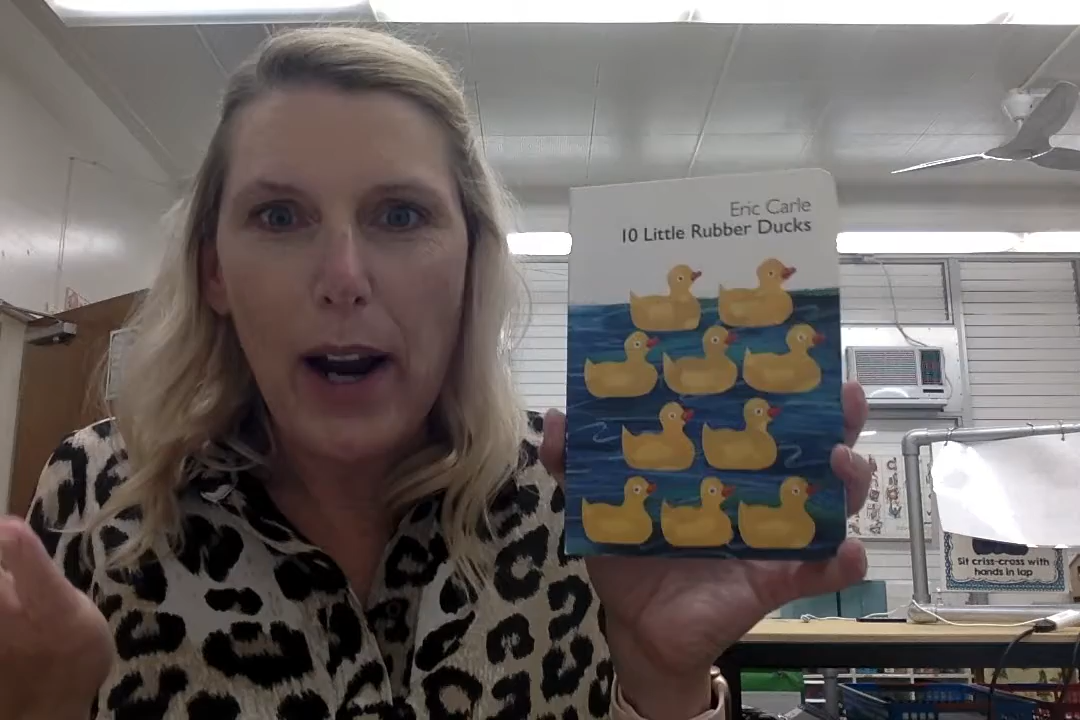 Eric Carle
10 Little Rubber Ducks
Sit criss-cross with
hands in lap